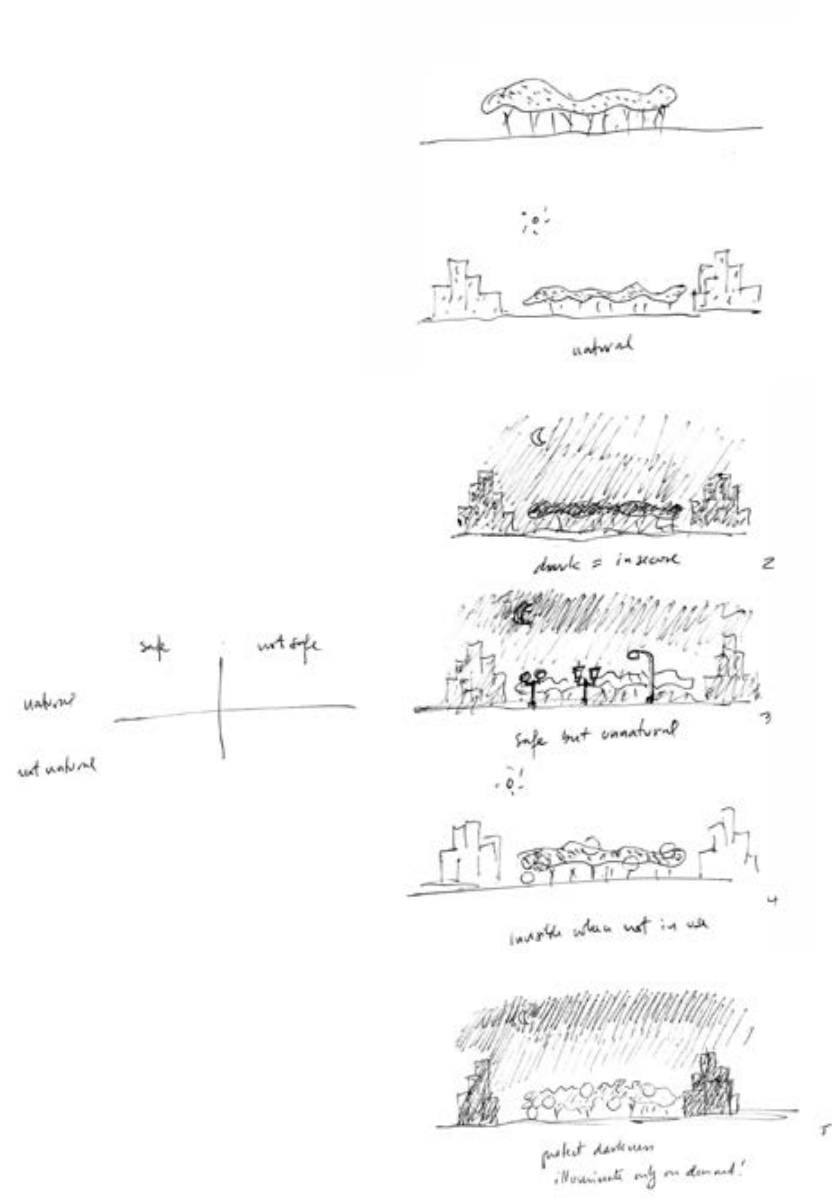 natural
dark = insecure
2
safe not safe
natural
not natural
3
safe but unnatural
4
invisible when not in use
5
protect darkness
illuminate only on demand!